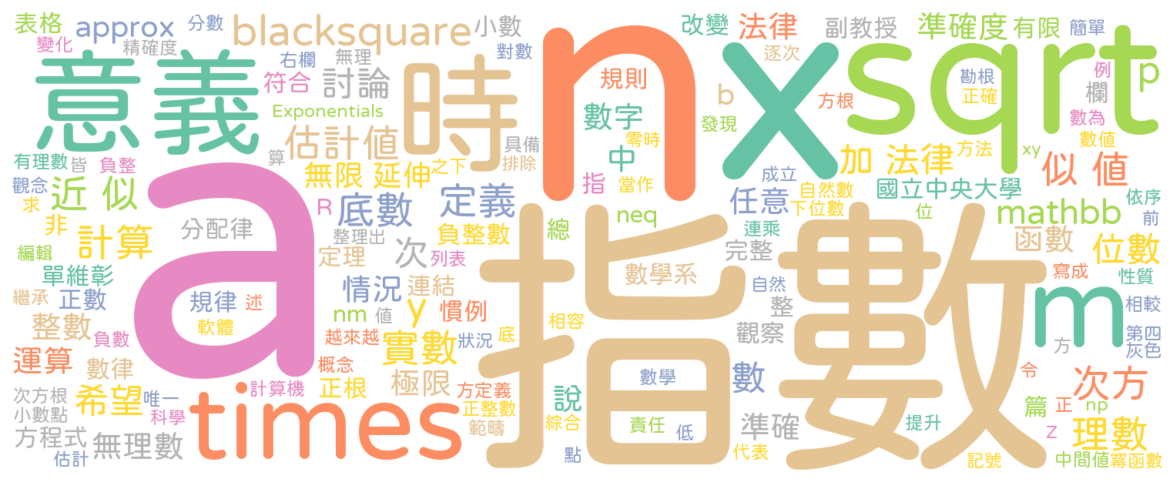 表格 approx 分數 blacksquare 小數 n 改變 法律 副教授 準確度 有限 簡單
變化 精確度 對數 逐次
意義 右欄 無理 時 規則 x sqrt 勘根 例 p
符合 討論 方根 正確 欄
Exponentials 數字 b 發現 數為
有理數 皆 負整 算 估計值 具備 零時 中 加 法律 方法 xy 數值 似 值
觀念 近 似 a 無限 延伸 之下 排除 指 當作 成立 自然數 國立中央大學 依序
求 非 R 底數 定義 neq 任意 下位數 位 mathbb 前
編輯 計算 分配律 整理出 負整數 總 連乘 完整 函數 位數
單維彰 定理 次 列表 指數 數學系 寫成 性質
繼承 正數 規律 述 情況 連結 自然 整 m 相較
整數 軟體 nm 值 y 慣例 底 相容 觀察 方 第四
運算 負數 越來越 實數 狀況 灰色
數律 概念 極限 數學 數 令 次方
次方根 希望 唯一 計算機 正根 方定義 說 篇 正 np
小數點 科學 times 正整數 綜合 責任 低 準確 提升 Z 理數
方程式 無理數 範疇
估計 點 代表 記號 中間值 冪函數